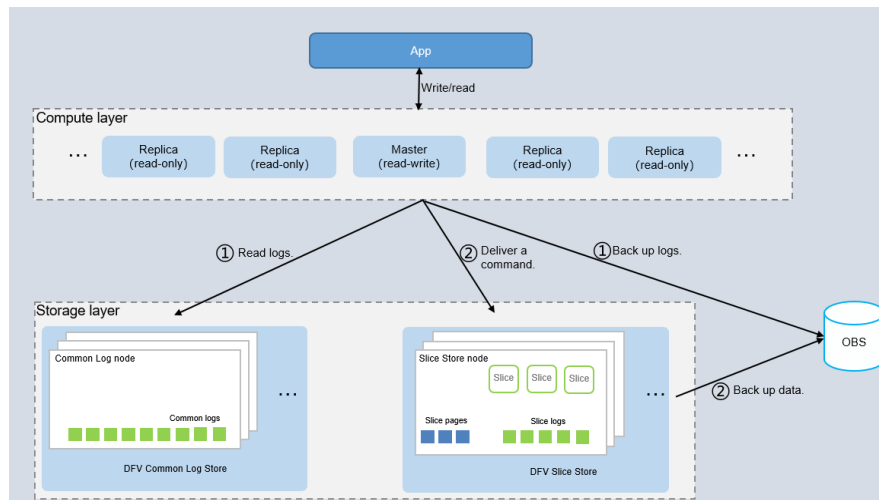 App
Write/read
Compute layer
...
Replica
(read-only)
Replica
(read-only)
Master
(read-write)
Replica
(read-only)
Replica
(read-only)
...
① Read logs.
② Deliver a
command.
① Back up logs.
Storage layer
Common Log node
Common logs
...
DFV Common Log Store
Slice Store node
Slice
Slice
Slice
Slice pages
Slice logs
...
DFV Slice Store
② Back up data.
OBS